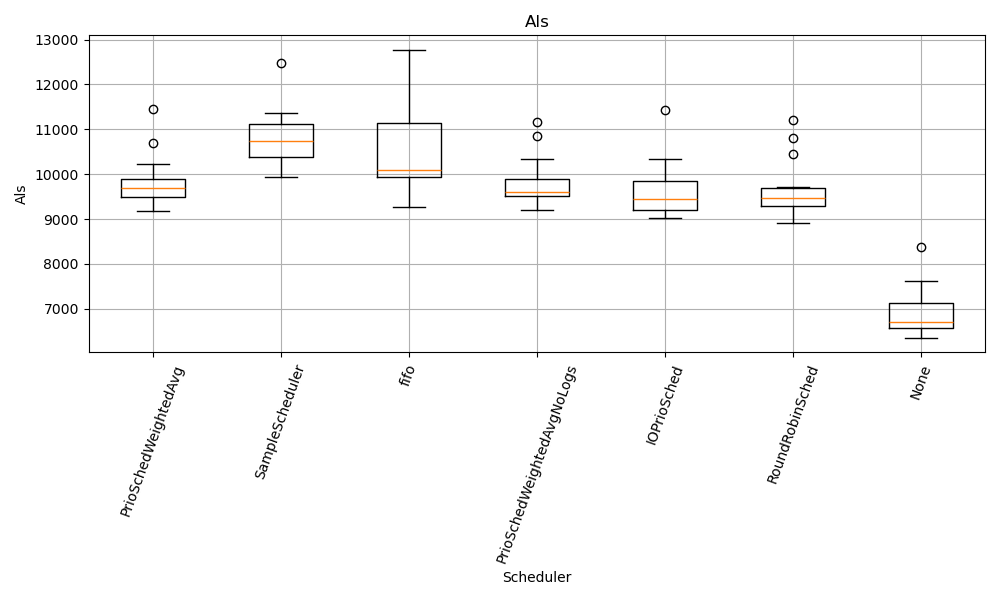 Als
Als
13000
12000
11000
10000
9000
8000
7000
PrioSchedWeightedAvg
SampleScheduler
fifo
PrioSchedWeightedAvgNoLogs
IOPrioSched
RoundRobinSched
None
Scheduler